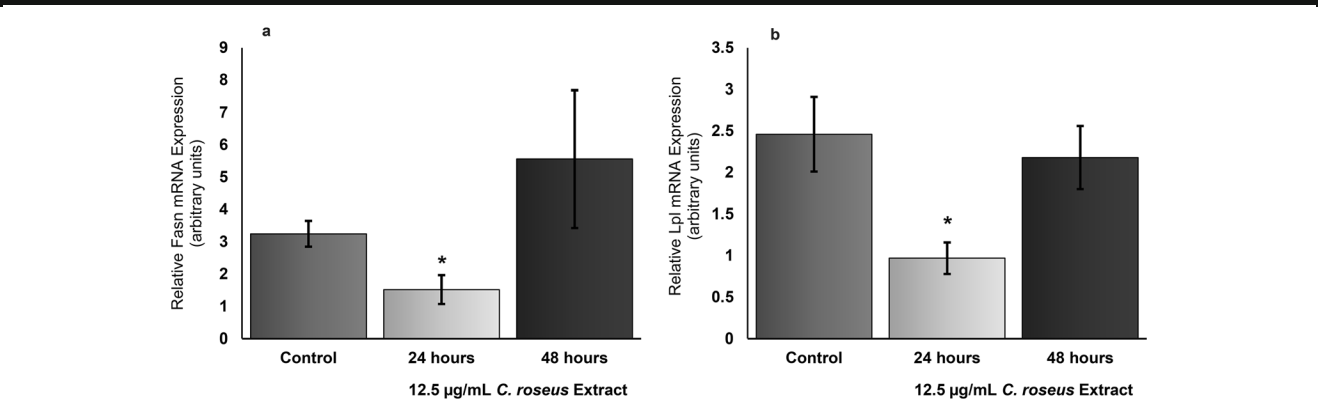 a
Relative Fasn mRNA Expression
(arbitrary units)
9
8
7
6
5
4
3
2
1
0
*
Control
24 hours
48 hours
12.5 µg/mL C. roseus Extract
b
Relative Lpl mRNA Expression
(arbitrary units)
3.5
3
2.5
2
1.5
1
0.5
0
*
Control
24 hours
48 hours
12.5 µg/mL C. roseus Extract